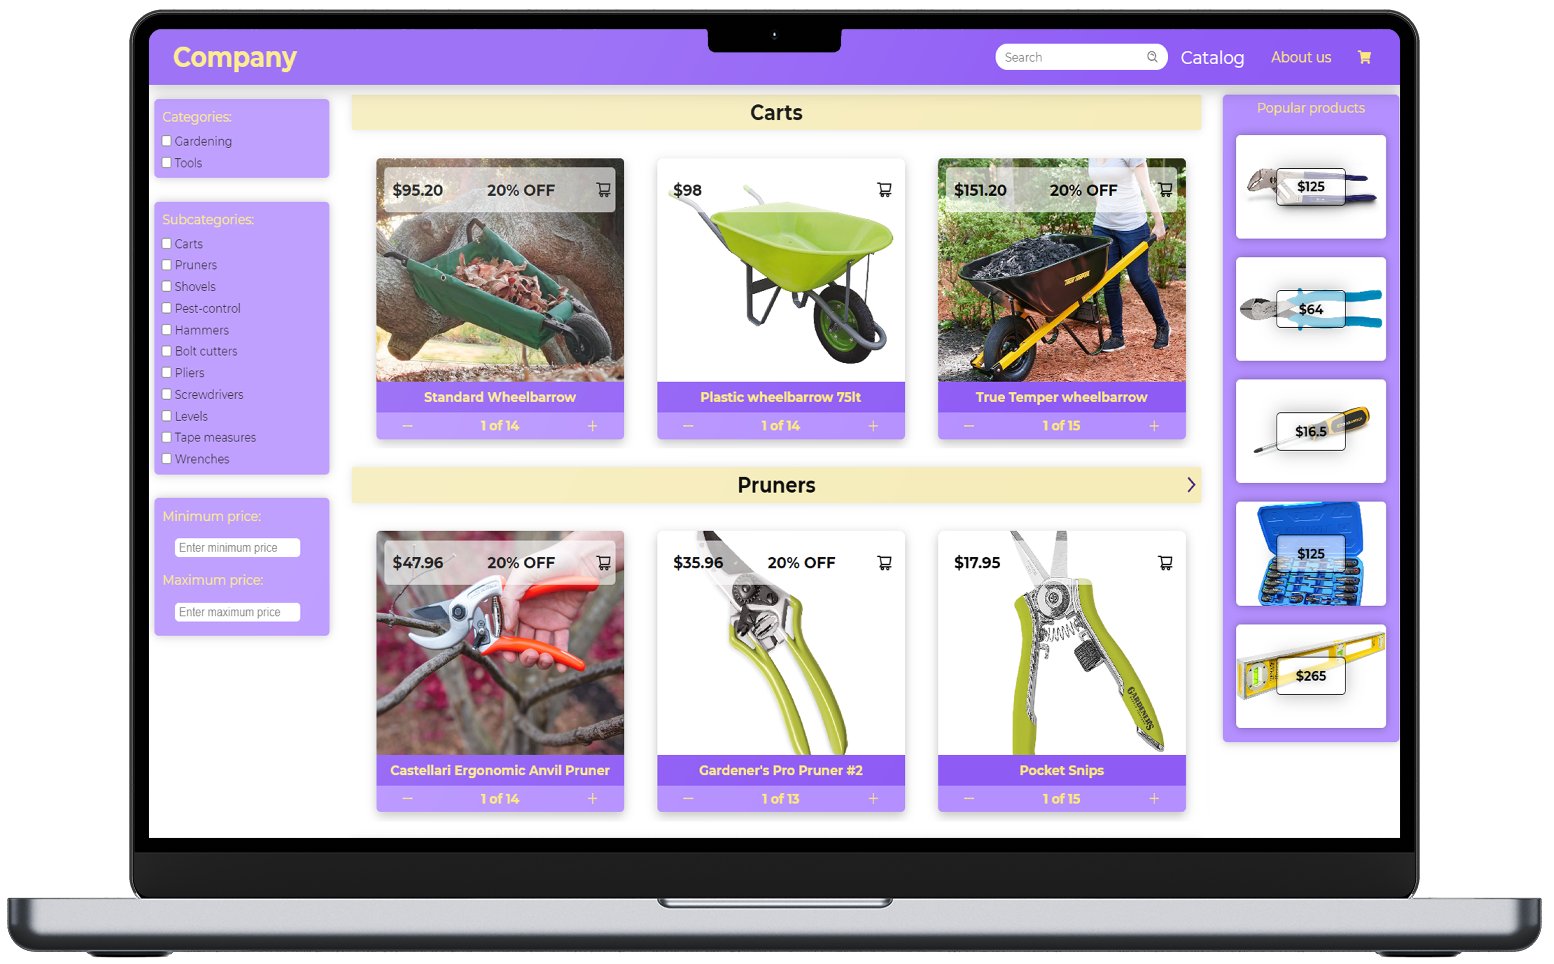 Company
Search
Catalog
About us
Categories:
Gardening
Tools
Subcategories:
Carts
Pruners
Shovels
Pest-control
Hammers
Bolt cutters
Pliers
Screwdrivers
Levels
Tape measures
Wrenches
Minimum price:
Enter minimum price
Maximum price:
Enter maximum price
Carts
$95.20 20% OFF
Standard Wheelbarrow
1 of 14
$98
Plastic wheelbarrow 75lt
1 of 14
$151.20 20% OFF
TRUE TEMPER
True Temper wheelbarrow
1 of 15
Pruners
$47.96 20% OFF
Castellari Ergonomic Anvil Pruner
1 of 14
$35.96 20% OFF
Gardener's Pro Pruner #2
1 of 13
$17.95
GARDENER'S
Pocket Snips
1 of 15
Popular products
$125
$64
$16.5
$125
$265